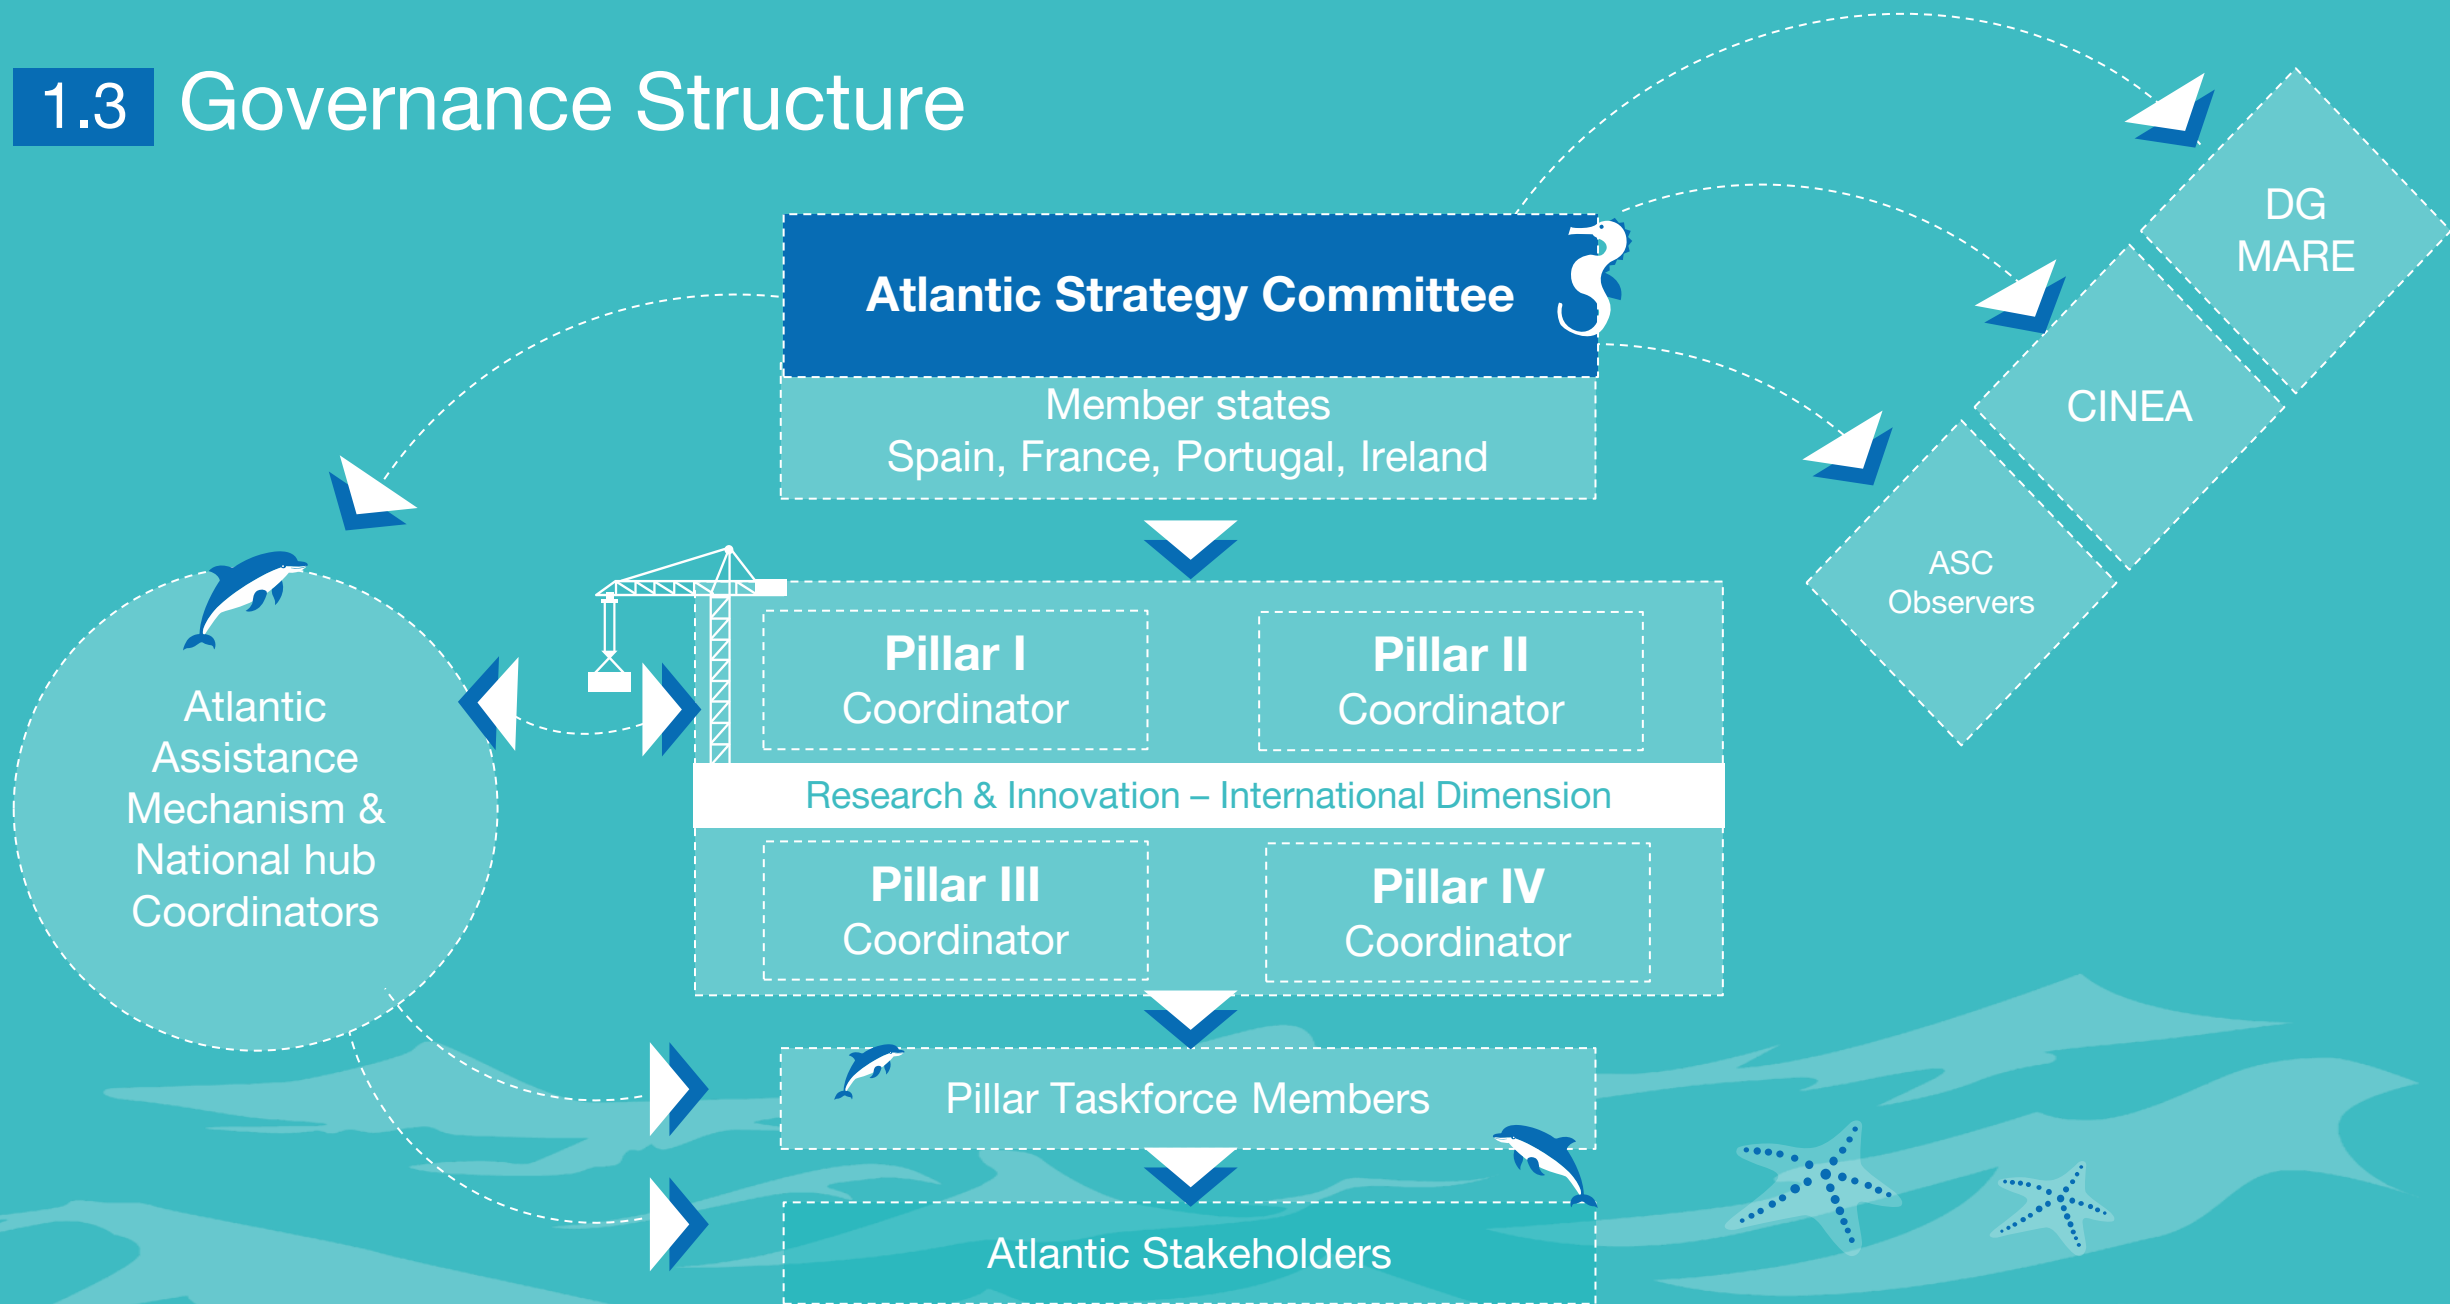 1.3 Governance Structure
Atlantic Strategy Committee
Member states
Spain, France, Portugal, Ireland
DG
MARE
CINEA
ASC
Observers
Atlantic
Assistance
Mechanism &
National hub
Coordinators
Pillar I
Coordinator
Pillar II
Coordinator
Research & Innovation – International Dimension
Pillar III
Coordinator
Pillar IV
Coordinator
Pillar Taskforce Members
Atlantic Stakeholders